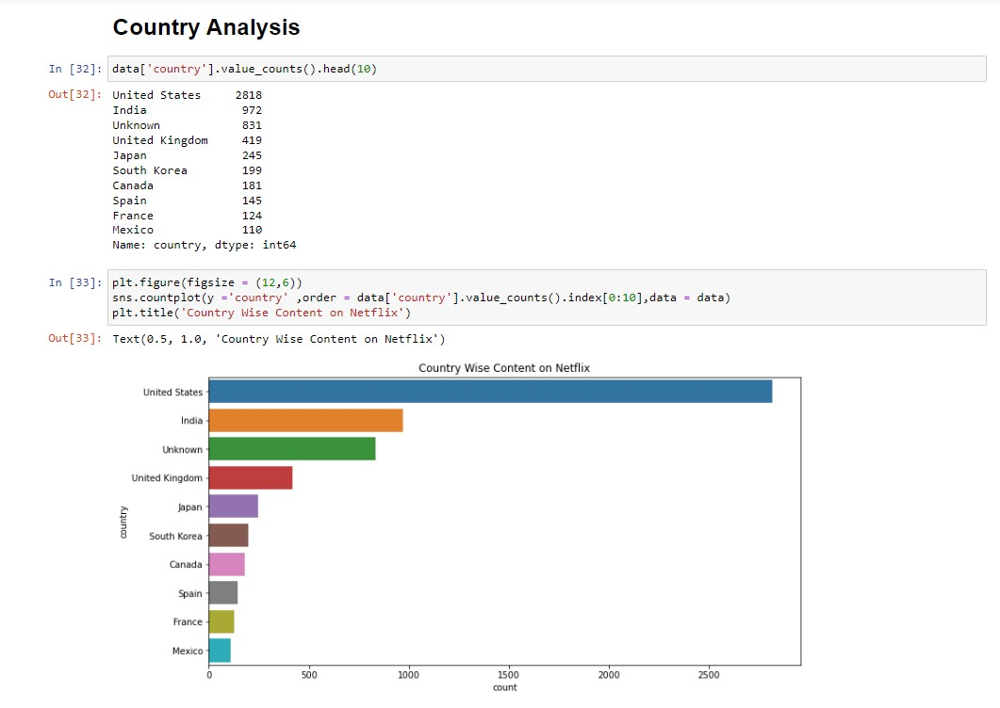 Country Analysis
In [32]: data['country'].value_counts().head(10)
Out[32]: United States 2818
India 972
Unknown 831
United Kingdom 419
Japan 245
South Korea 199
Canada 181
Spain 145
France 124
Mexico 110
Name: country, dtype: int64
In [33]: plt.figure(figsize = (12,6))
sns.countplot(y ='country' ,order = data['country'].value_counts().index[0:10],data = data)
plt.title('Country Wise Content on Netflix')
Out[33]: Text(0.5, 1.0, 'Country Wise Content on Netflix')
Country Wise Content on Netflix
United States
India
Unknown
United Kingdom
Japan
South Korea
Canada
Spain
France
Mexico
country
0 500 1000 1500 2000 2500
count